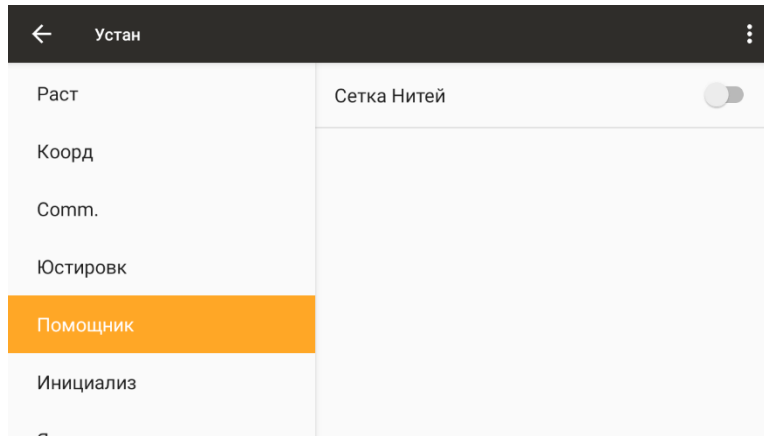 Устан
Раст
Сетка Нитей
Коорд
Comm.
Юстировк
Помощник
Инициализ